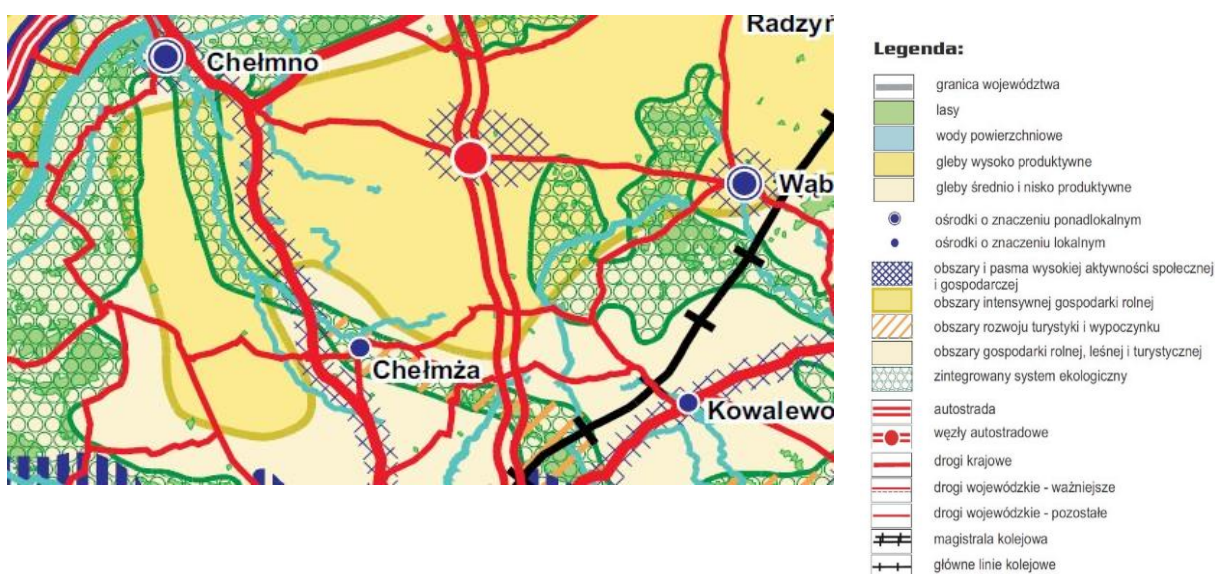 Radzyń
Chełmno
Wąb
Chełmża
Kowalewo
Legenda:
granica województwa
lasy
wody powierzchniowe
gleby wysoko produktywne
gleby średnio i nisko produktywne
ośrodki o znaczeniu ponadlokalnym
ośrodki o znaczeniu lokalnym
obszary i pasma wysokiej aktywności społecznej
i gospodarczej
obszary intensywnej gospodarki rolnej
obszary rozwoju turystyki i wypoczynku
obszary gospodarki rolnej, leśnej i turystycznej
zintegrowany system ekologiczny
autostrada
węzły autostradowe
drogi krajowe
drogi wojewódzkie - ważniejsze
drogi wojewódzkie - pozostałe
magistrala kolejowa
główne linie kolejowe